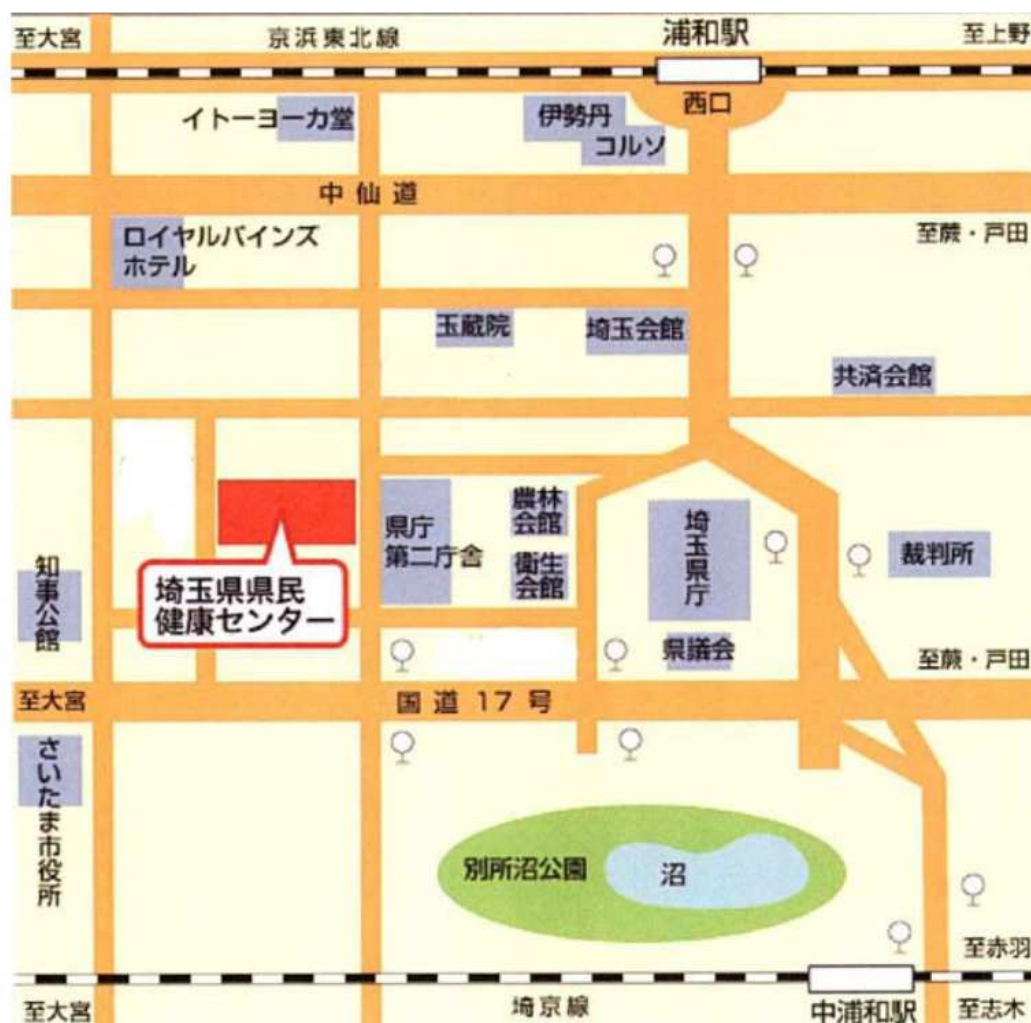 至大宮
京浜東北線
浦和駅
至上野
西口
イトーヨーカ堂
伊勢丹
コルソ
中仙道
ロイヤルパインズ
ホテル
至蕨・戸田
玉蔵院
埼玉会館
共済会館
県庁
第二庁舎
農林
会館
衛生
会館
埼玉県庁
裁判所
知事公館
埼玉県県民
健康センター
県議会
至蕨・戸田
至大宮
国道17号
さいたま市役所
別所沼公園
沼
至赤羽
至大宮
埼京線
中浦和駅
至志木